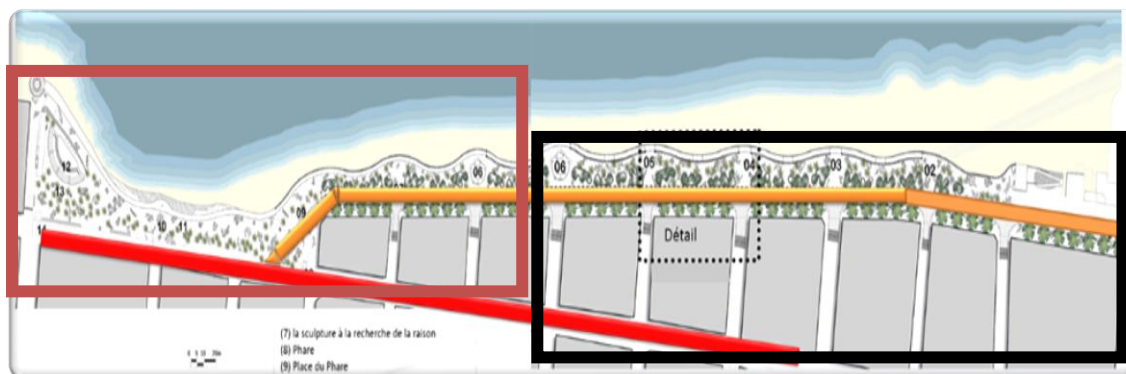 12
13
10
11
09
06
06
05
04
03
02
Détail
(7) la sculpture à la recherche de la raison
(8) Phare
(9) Place du Phare